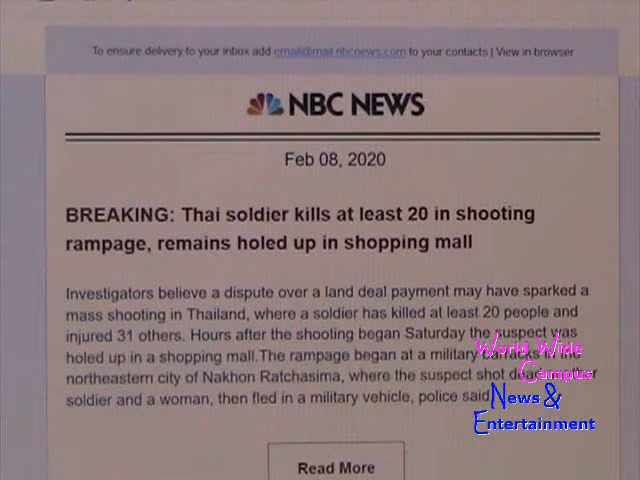 To ensure delivery to your inbox add email@mail.nbcnews.com to your contacts | View in browser
NBC NEWS
Feb 08, 2020
BREAKING: Thai soldier kills at least 20 in shooting
rampage, remains holed up in shopping mall
Investigators believe a dispute over a land deal payment may have sparked a
mass shooting in Thailand, where a soldier has killed at least 20 people and
injured 31 others. Hours after the shooting began Saturday the suspect was
holed up in a shopping mall.The rampage began at a military barracks in the
northeastern city of Nakhon Ratchasima, where the suspect shot dead another
soldier and a woman, then fled in a military vehicle, police said
World Wide
Campus
News &
Entertainment
Read More